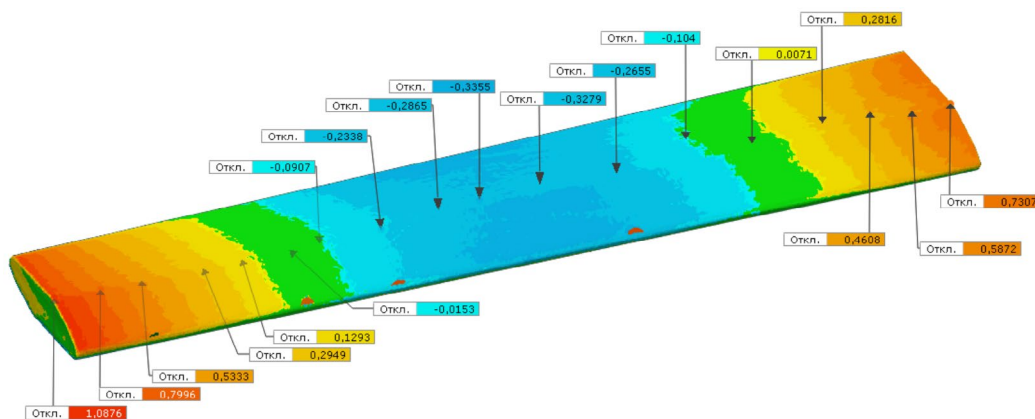 Откл. 0,2816
Откл. -0,104
Откл. 0,0071
Откл. -0,2655
Откл. -0,3355
Откл. -0,3279
Откл. -0,2865
Откл. -0,2338
Откл. -0,0907
Откл. 0,7307
Откл. 0,4608
Откл. 0,5872
Откл. -0,0153
Откл. 0,1293
Откл. 0,2949
Откл. 0,5333
Откл. 0,7996
Откл. 1,0876